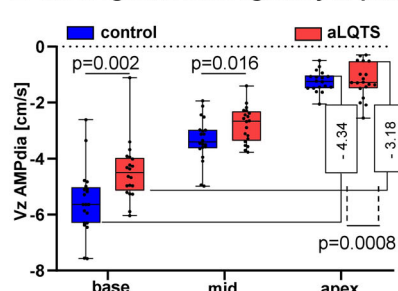 control
aLQTS
p=0.002
p=0.016
Vz AMPdia [cm/s]
0
-2
-4
-6
-8
- 4.34
- 3.18
p=0.0008
base
mid
apex